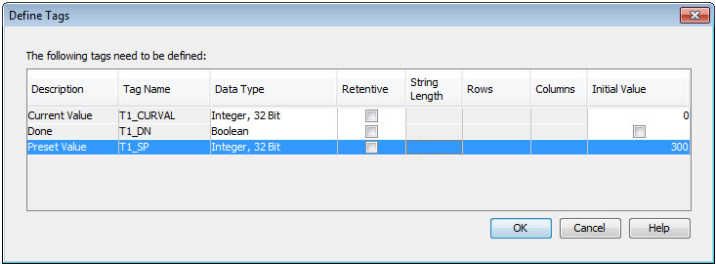 Define Tags
The following tags need to be defined:
Description Tag Name Data Type Retentive String Length Rows Columns Initial Value
Current Value T1_CURVAL Integer, 32 Bit 0
Done T1_DN Boolean
Preset Value T1_SP Integer, 32 Bit 300
OK Cancel Help